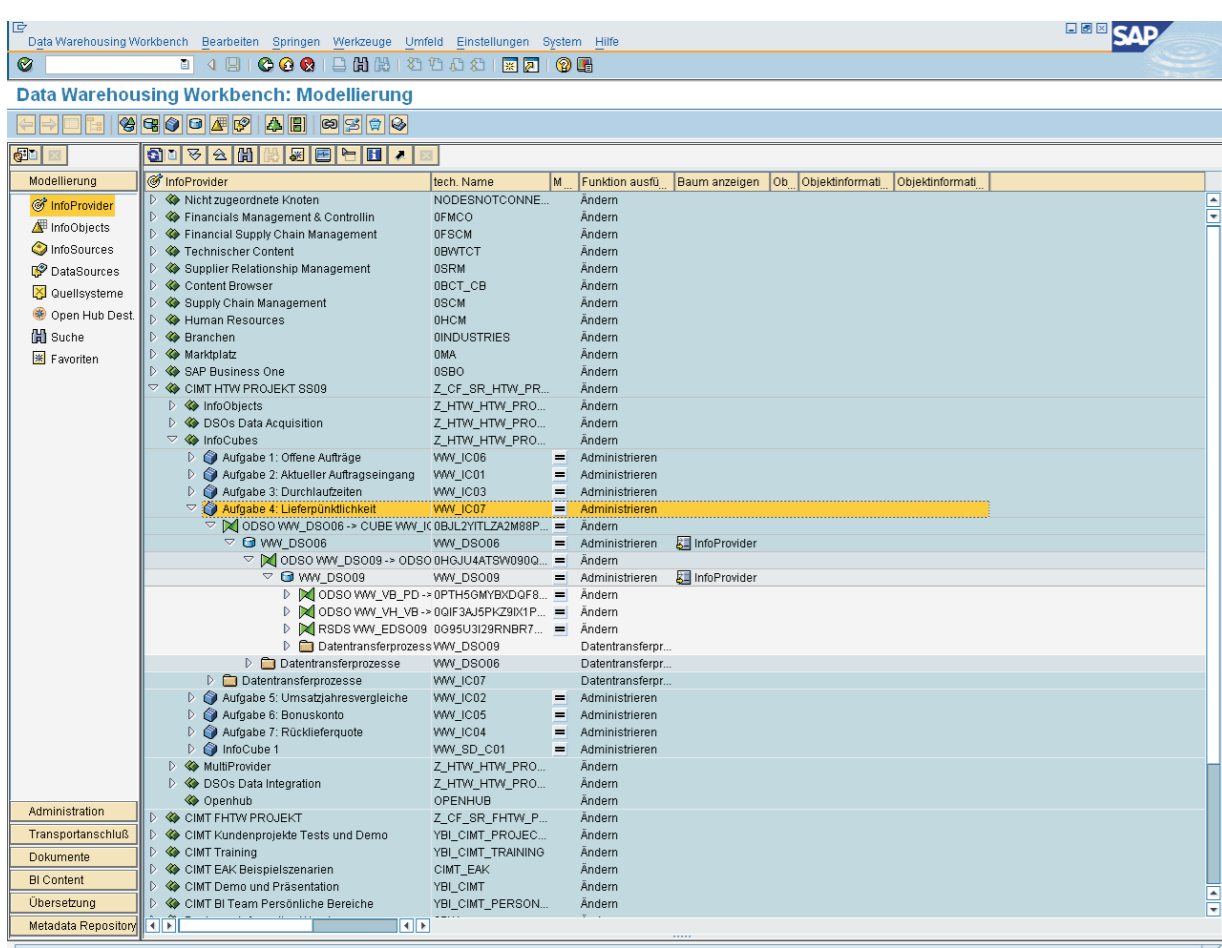 Data Warehousing Workbench Bearbeiten Springen Werkzeuge Umfeld Einstellungen System Hilfe
SAP
Data Warehousing Workbench: Modellierung
Modellierung
InfoProvider
InfoObjects
InfoSources
DataSources
Quellsysteme
Open Hub Dest.
Suche
Favoriten
Administration
Transportanschluß
Dokumente
BI Content
Übersetzung
Metadata Repository
InfoProvider tech. Name M... Funktion ausfü... Baum anzeigen Ob... Objektinformati... Objektinformati...
Nicht zugeordnete Knoten NODESNOTCONNE... Ändern
Financials Management & Controllin 0FMCO Ändern
Financial Supply Chain Management 0FSCM Ändern
Technischer Content 0BWTCT Ändern
Supplier Relationship Management 0SRM Ändern
Content Browser 0BCT_CB Ändern
Supply Chain Management 0SCM Ändern
Human Resources 0HCM Ändern
Branchen 0INDUSTRIES Ändern
Marktplatz 0MA Ändern
SAP Business One 0SBO Ändern
CIMT HTW PROJEKT SS09 Z_CF_SR_HTW_PR... Ändern
InfoObjects Z_HTW_HTW_PRO... Ändern
DSOs Data Acquisition Z_HTW_HTW_PRO... Ändern
InfoCubes Z_HTW_HTW_PRO... Ändern
Aufgabe 1: Offene Aufträge WW_IC06 Administrieren
Aufgabe 2: Aktueller Auftragseingang WW_IC01 Administrieren
Aufgabe 3: Durchlaufzeiten WW_IC03 Administrieren
Aufgabe 4: Lieferpünktlichkeit WW_IC07 Administrieren
ODSO WW_DSO06 -> CUBE WW_IC 0BJL2YITLZA2M88P... Ändern
WW_DSO06 WW_DSO06 Administrieren InfoProvider
ODSO WW_DSO09 -> ODSO 0HGJU4ATSW090Q... Ändern
WW_DSO09 WW_DSO09 Administrieren InfoProvider
ODSO WW_VB_PD -> 0PTH5GMYBXDQF8... Ändern
ODSO WW_VH_VB -> 0QIF3AJ5PKZ9IX1P... Ändern
RSDS WW_EDSO09 0G95U3I29RNBR7... Ändern
Datentransferprozess WW_DSO09 Datentransferpr...
Datentransferprozesse WW_DSO06 Datentransferpr...
Datentransferprozesse WW_IC07 Datentransferpr...
Aufgabe 5: Umsatzjahresvergleiche WW_IC02 Administrieren
Aufgabe 6: Bonuskonto WW_IC05 Administrieren
Aufgabe 7: Rücklieferquote WW_IC04 Administrieren
InfoCube 1 WW_SD_C01 Administrieren
MultiProvider Z_HTW_HTW_PRO... Ändern
DSOs Data Integration Z_HTW_HTW_PRO... Ändern
Openhub OPENHUB Ändern
CIMT FHTW PROJEKT Z_CF_SR_FHTW_P... Ändern
CIMT Kundenprojekte Tests und Demo YBI_CIMT_PROJEC... Ändern
CIMT Training YBI_CIMT_TRAINING Ändern
CIMT EAK Beispielszenarien CIMT_EAK Ändern
CIMT Demo und Präsentation YBI_CIMT Ändern
CIMT BI Team Persönliche Bereiche YBI_CIMT_PERSON... Ändern